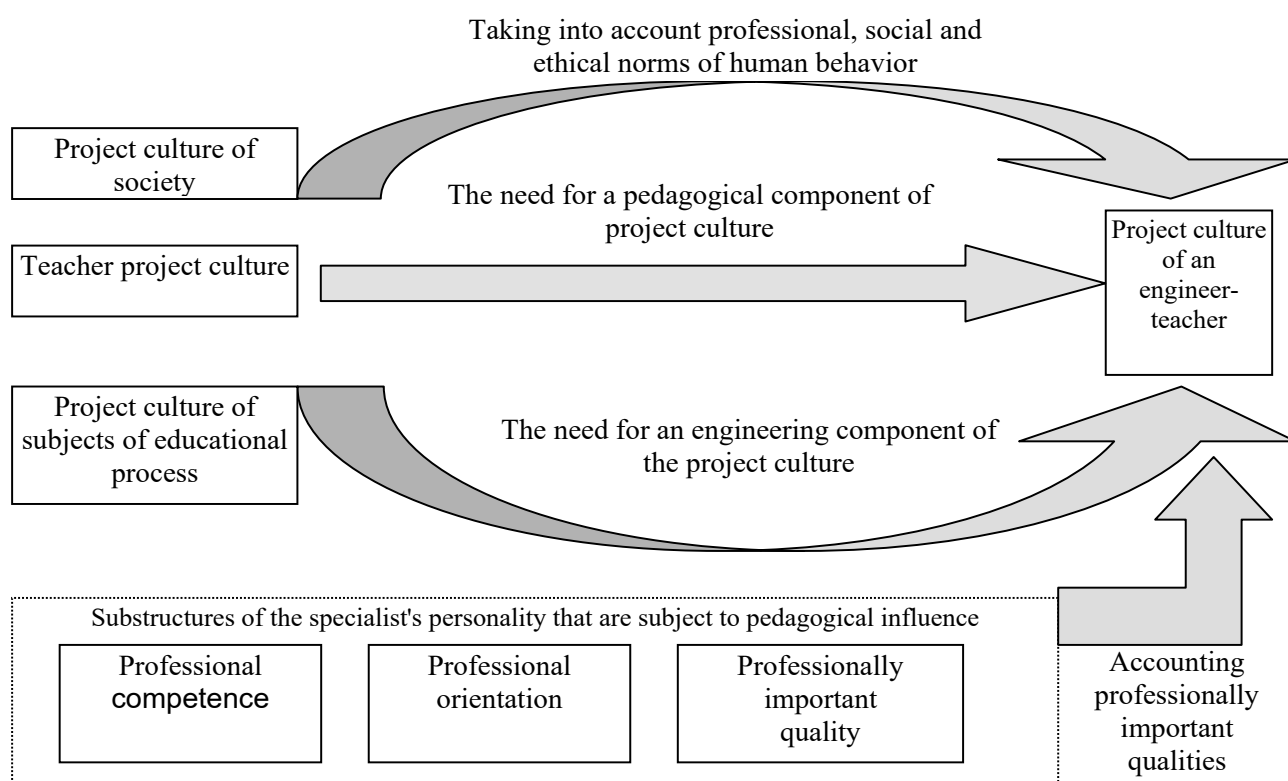 Taking into account professional, social and
ethical norms of human behavior
Project culture of
society
The need for a pedagogical component of
project culture
Teacher project culture
Project culture
of an
engineer-
teacher
Project culture of
subjects of educational
process
The need for an engineering component of
the project culture
Substructures of the specialist's personality that are subject to pedagogical influence
Professional
competence
Professional
orientation
Professionally
important
quality
Accounting
professionally
important
qualities